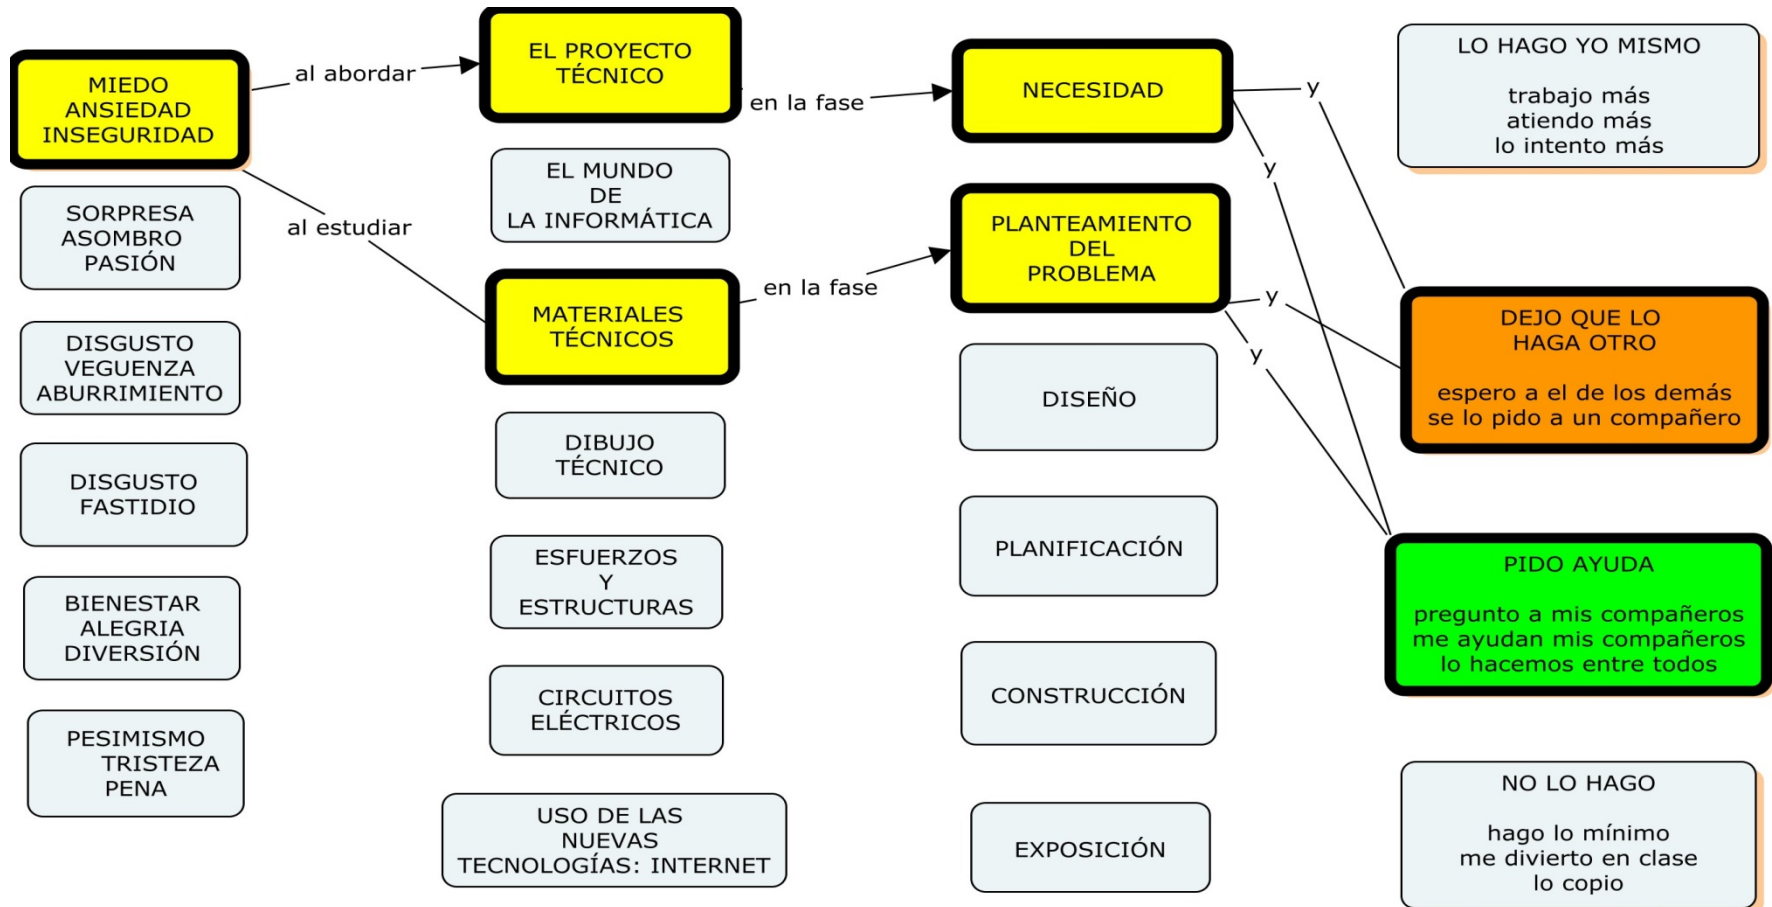 MIEDO
ANSIEDAD
INSEGURIDAD
SORPRESA
ASOMBRO
PASIÓN
DISGUSTO
VEGUENZA
ABURRIMIENTO
DISGUSTO
FASTIDIO
BIENESTAR
ALEGRIA
DIVERSIÓN
PESIMISMO
TRISTEZA
PENA
al abordar
al estudiar
EL PROYECTO
TÉCNICO
EL MUNDO
DE
LA INFORMÁTICA
MATERIALES
TÉCNICOS
DIBUJO
TÉCNICO
ESFUERZOS
Y
ESTRUCTURAS
CIRCUITOS
ELÉCTRICOS
USO DE LAS
NUEVAS
TECNOLOGÍAS: INTERNET
en la fase
en la fase
NECESIDAD
PLANTEAMIENTO
DEL
PROBLEMA
DISEÑO
PLANIFICACIÓN
CONSTRUCCIÓN
EXPOSICIÓN
y
y
y
y
LO HAGO YO MISMO
trabajo más
atiendo más
lo intento más
DEJO QUE LO
HAGA OTRO
espero a el de los demás
se lo pido a un compañero
PIDO AYUDA
pregunto a mis compañeros
me ayudan mis compañeros
lo hacemos entre todos
NO LO HAGO
hago lo mínimo
me divierto en clase
lo copio